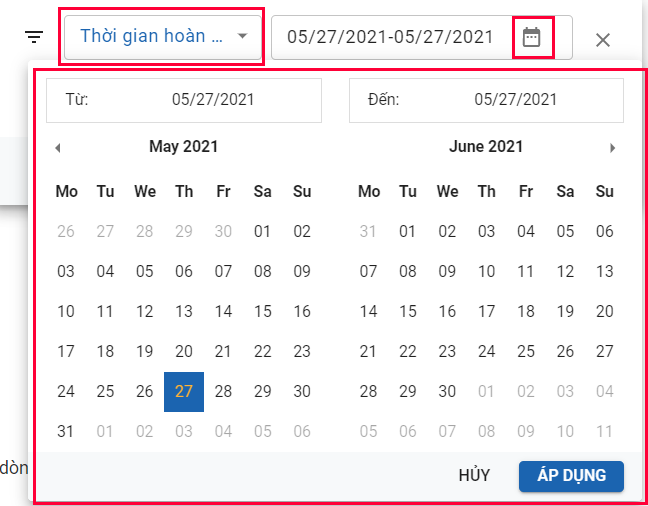 Thời gian hoàn ... 05/27/2021-05/27/2021
Từ: 05/27/2021 Đến: 05/27/2021
May 2021 June 2021
Mo Tu We Th Fr Sa Su Mo Tu We Th Fr Sa Su
26 27 28 29 30 01 02 31 01 02 03 04 05 06
03 04 05 06 07 08 09 07 08 09 10 11 12 13
10 11 12 13 14 15 16 14 15 16 17 18 19 20
17 18 19 20 21 22 23 21 22 23 24 25 26 27
24 25 26 27 28 29 30 28 29 30 01 02 03 04
31 01 02 03 04 05 06 05 06 07 08 09 10 11
dòn
HỦY ÁP DỤNG